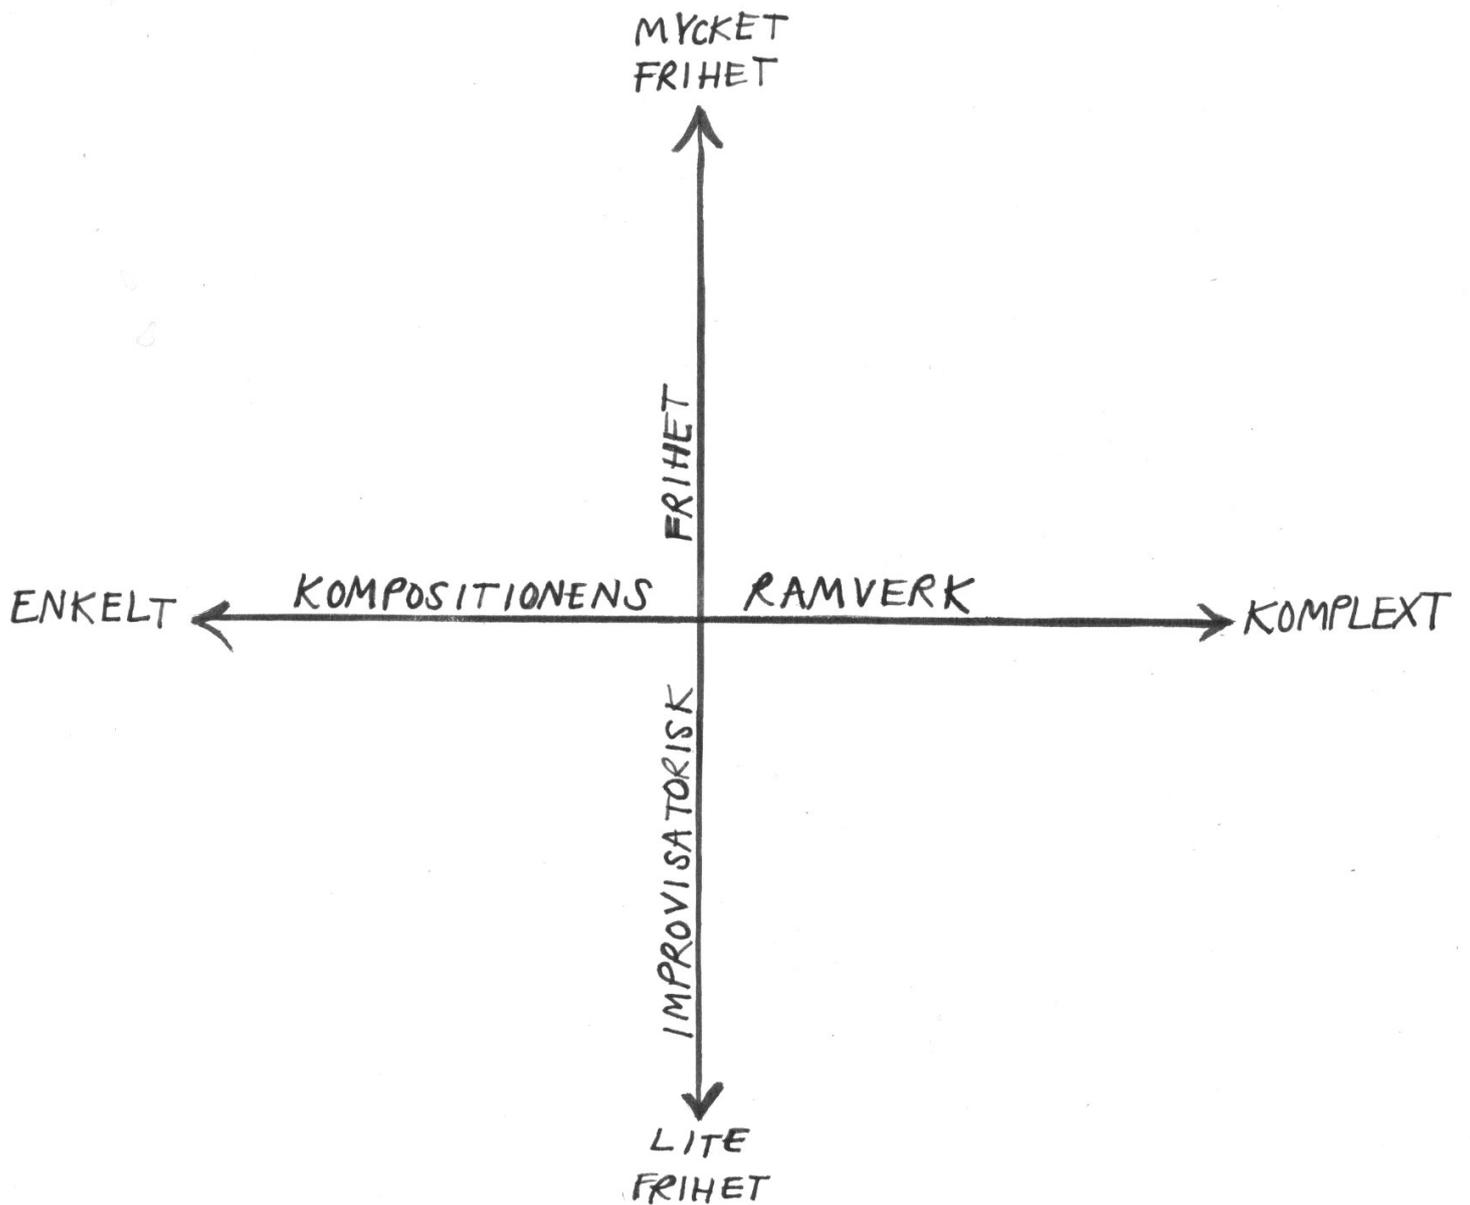 MYCKET
FRIHET
FRIHET
KOMPOSITIONENS RAMVERK
ENKELT
KOMPLEXT
IMPROVISATORISK
LITE
FRIHET